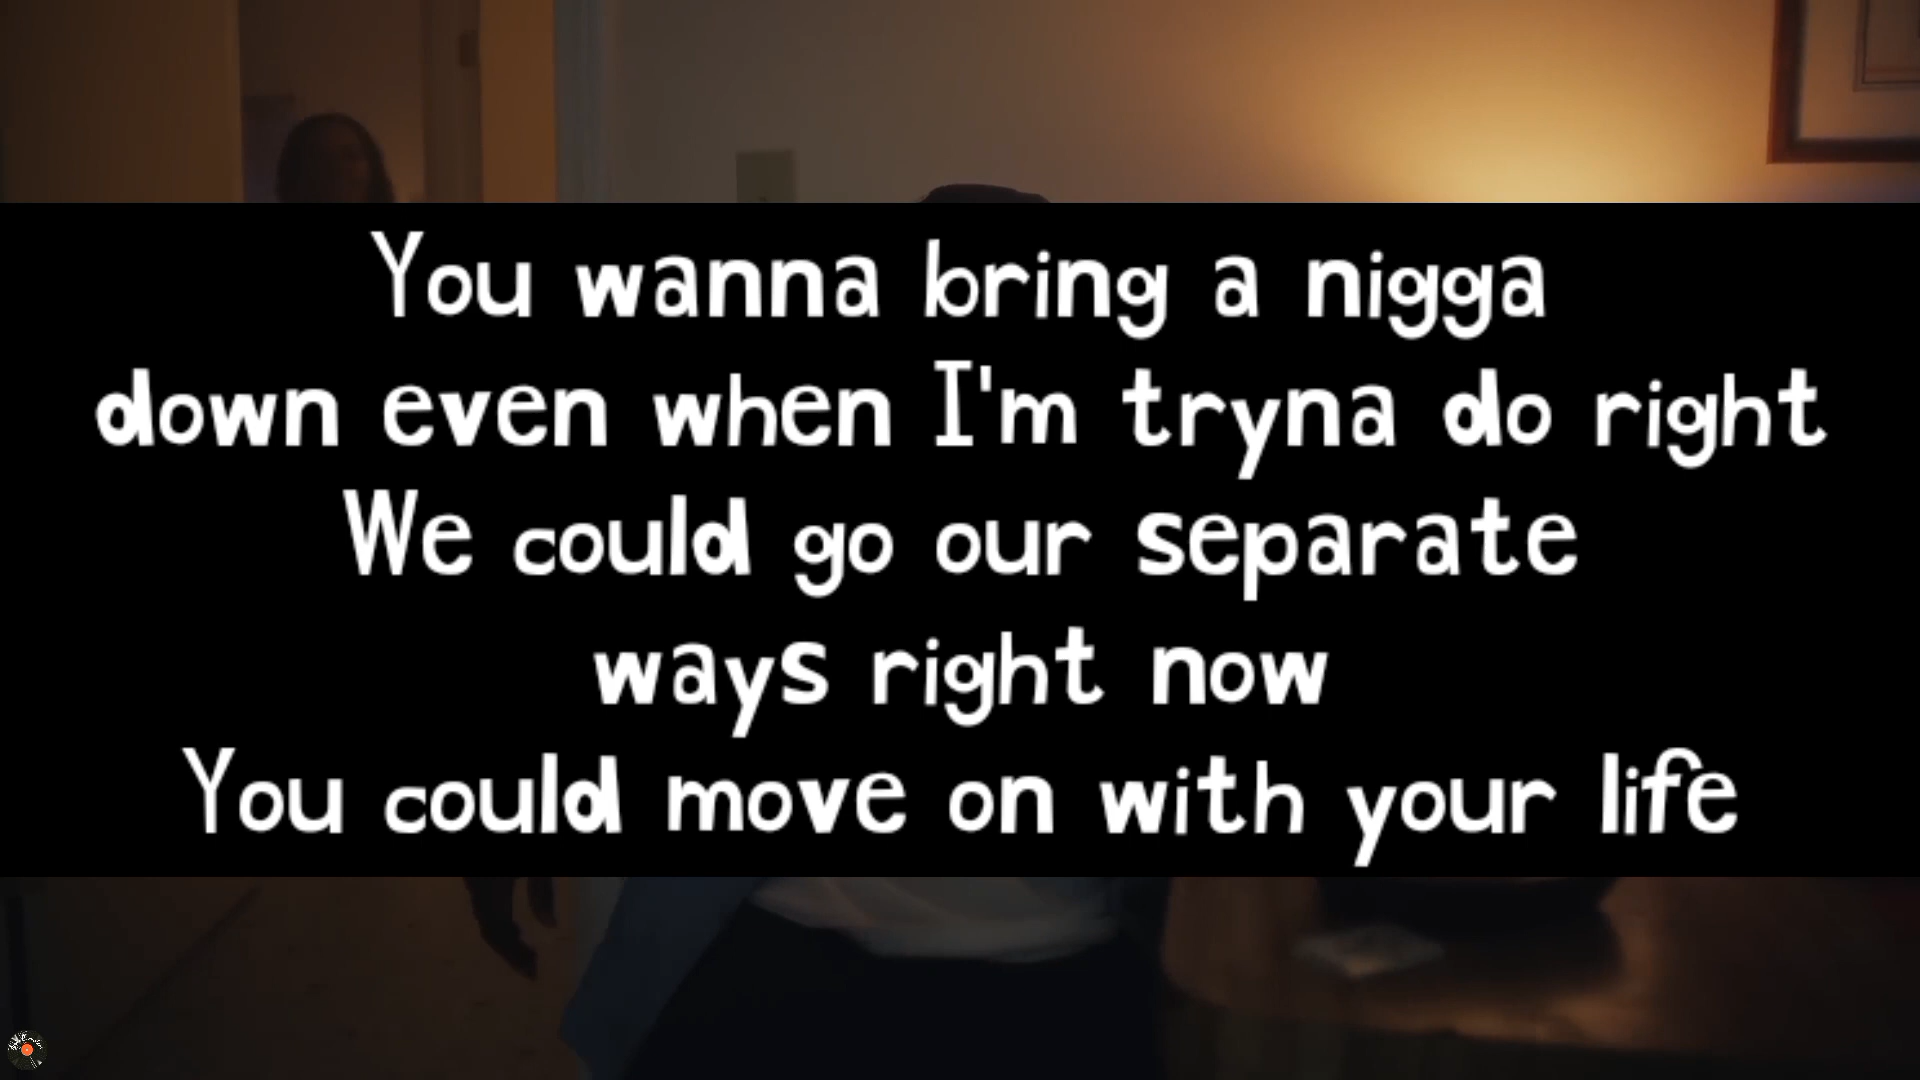 You wanna bring a nigga
down even when I'm tryna do right
We could go our separate
ways right now
You could move on with your life